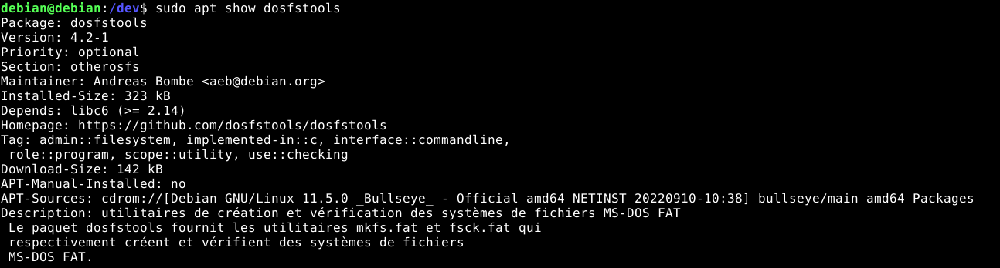 debian@debian:/dev$ sudo apt show dosfstools
Package: dosfstools
Version: 4.2-1
Priority: optional
Section: otherosfs
Maintainer: Andreas Bombe <aeb@debian.org>
Installed-Size: 323 kB
Depends: libc6 (>= 2.14)
Homepage: https://github.com/dosfstools/dosfstools
Tag: admin::filesystem, implemented-in::c, interface::commandline,
 role::program, scope::utility, use::checking
Download-Size: 142 kB
APT-Manual-Installed: no
APT-Sources: cdrom://[Debian GNU/Linux 11.5.0 _Bullseye_ - Official amd64 NETINST 20220910-10:38] bullseye/main amd64 Packages
Description: utilitaires de création et vérification des systèmes de fichiers MS-DOS FAT
 Le paquet dosfstools fournit les utilitaires mkfs.fat et fsck.fat qui
 respectivement créent et vérifient des systèmes de fichiers
 MS-DOS FAT.